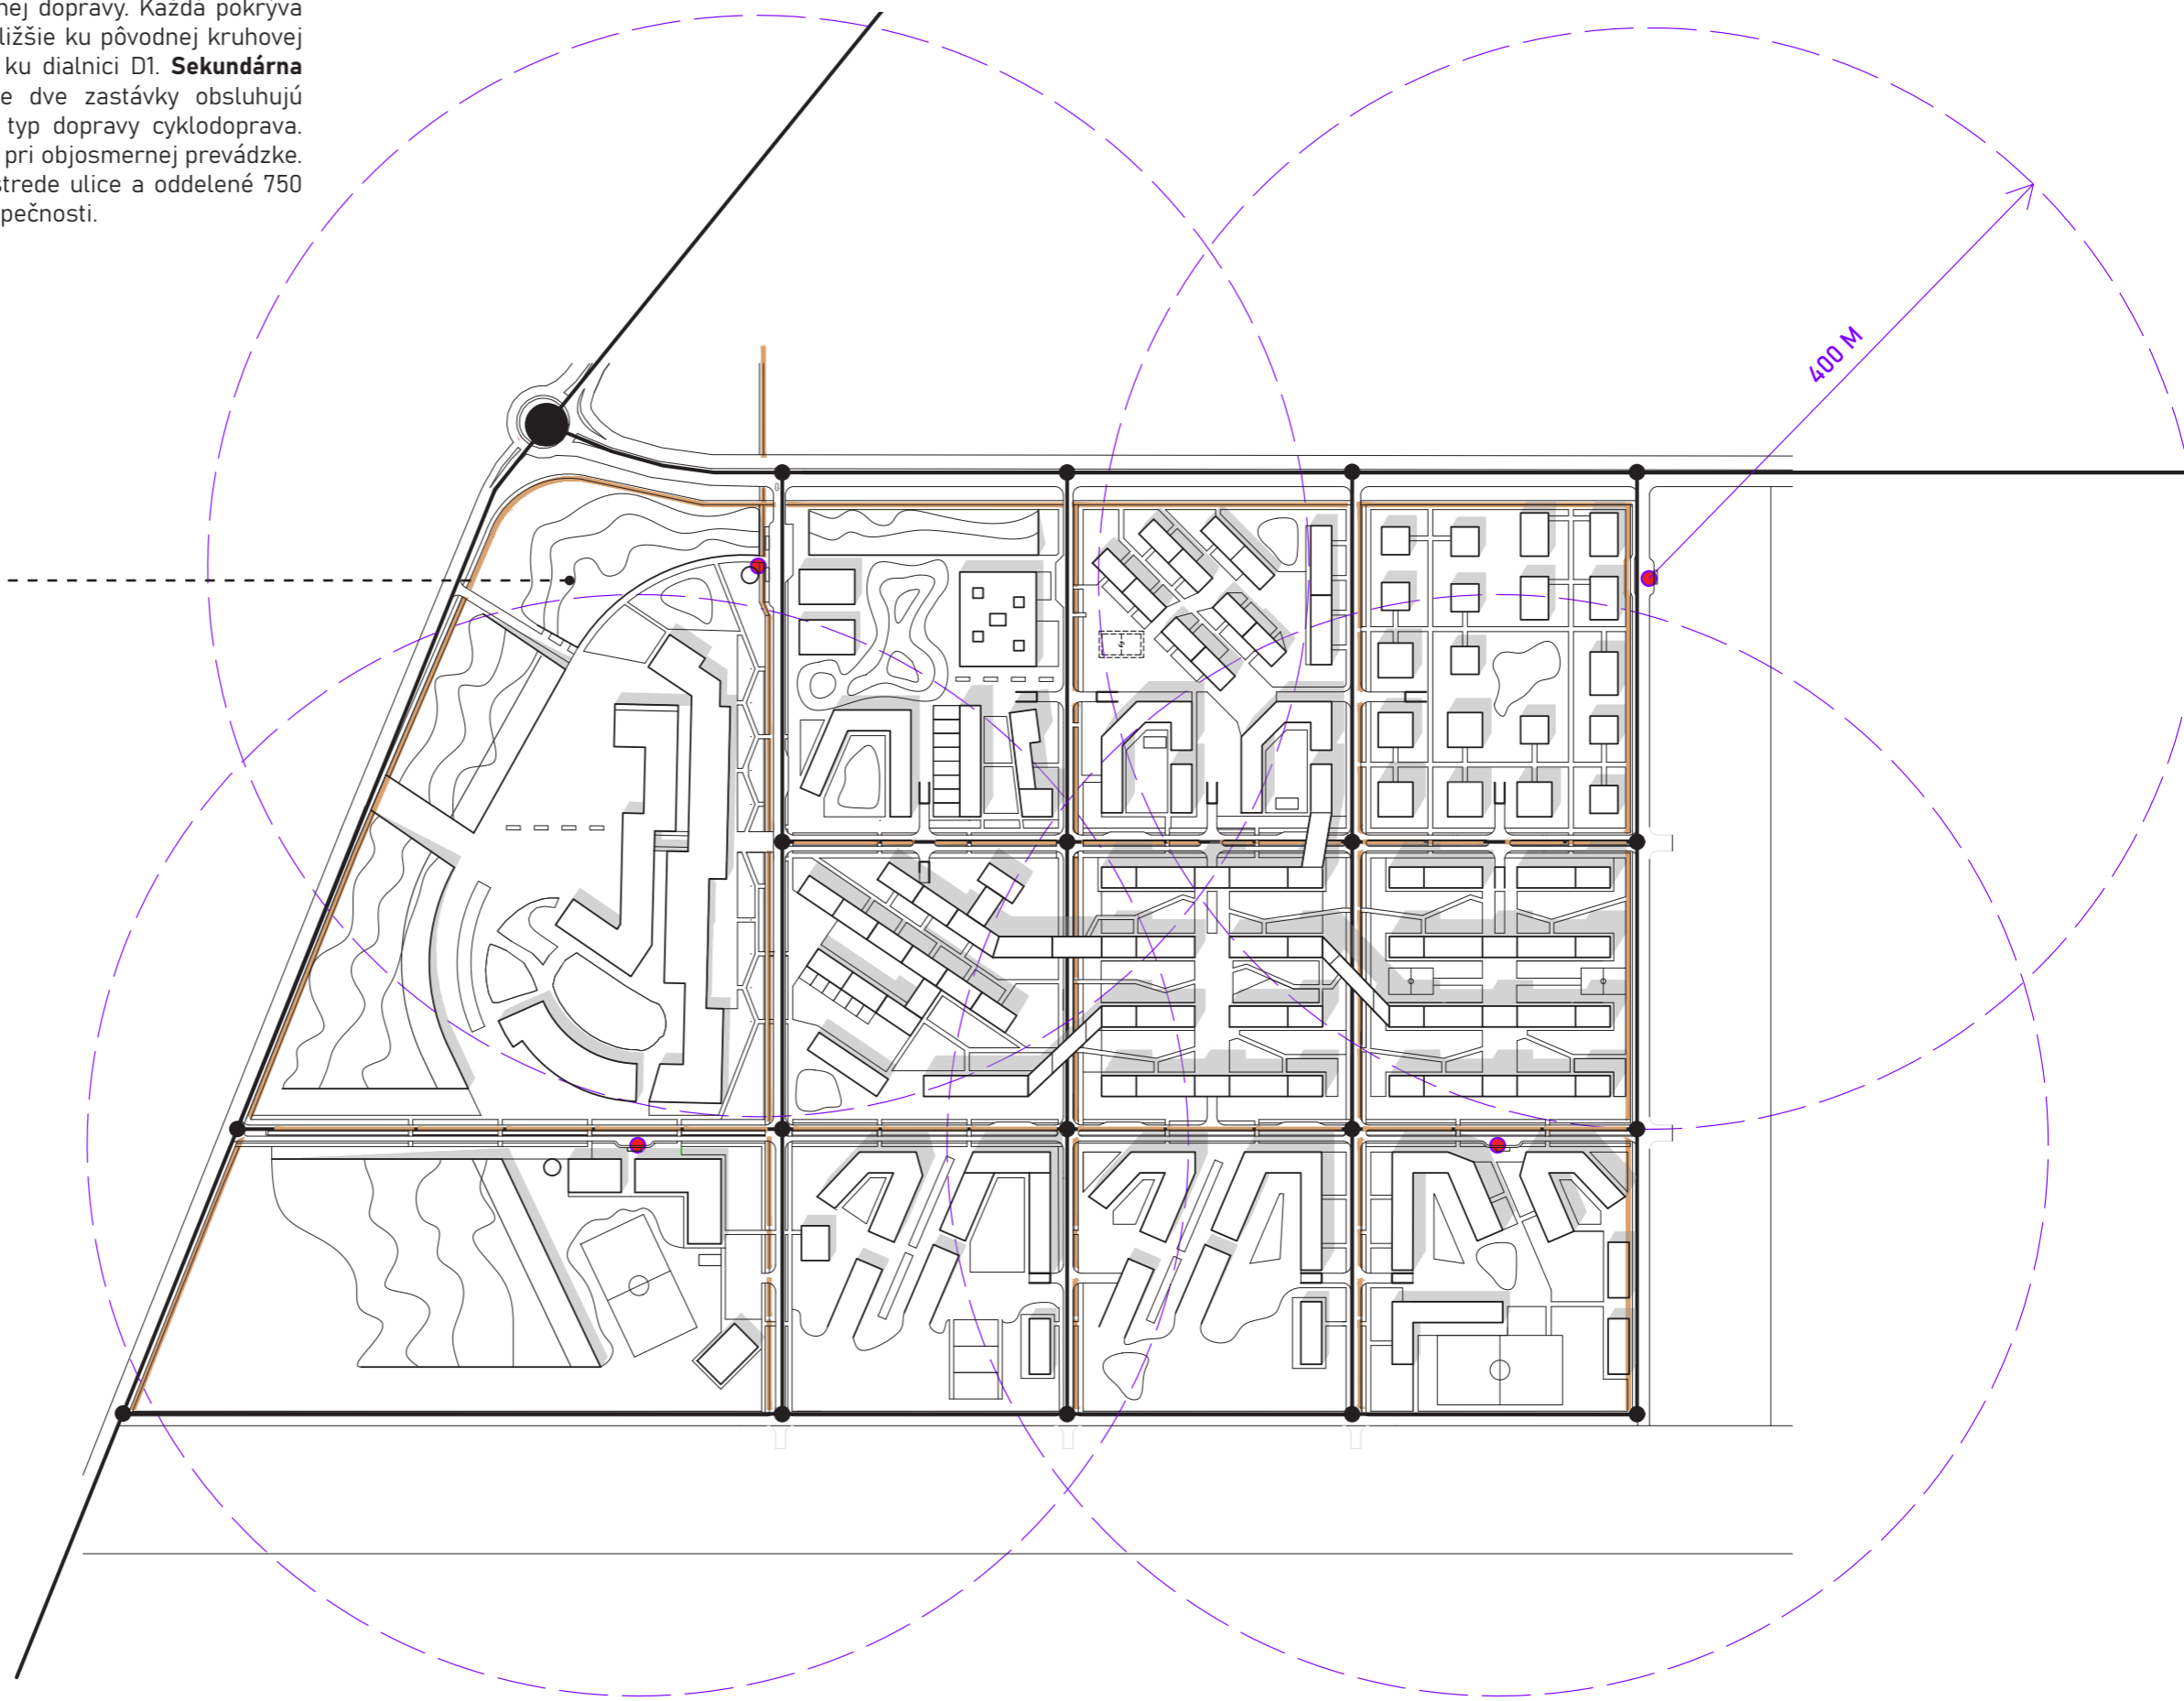 nej dopravy. Každá pokrýva
ližšie ku pôvodnej kruhovej
ku dialnici D1. Sekundárna
e dve zastávky obsluhujú
typ dopravy cyklodoprava.
pri objosmernej prevádzke.
strede ulice a oddelené 750
pečnosti.
400 M